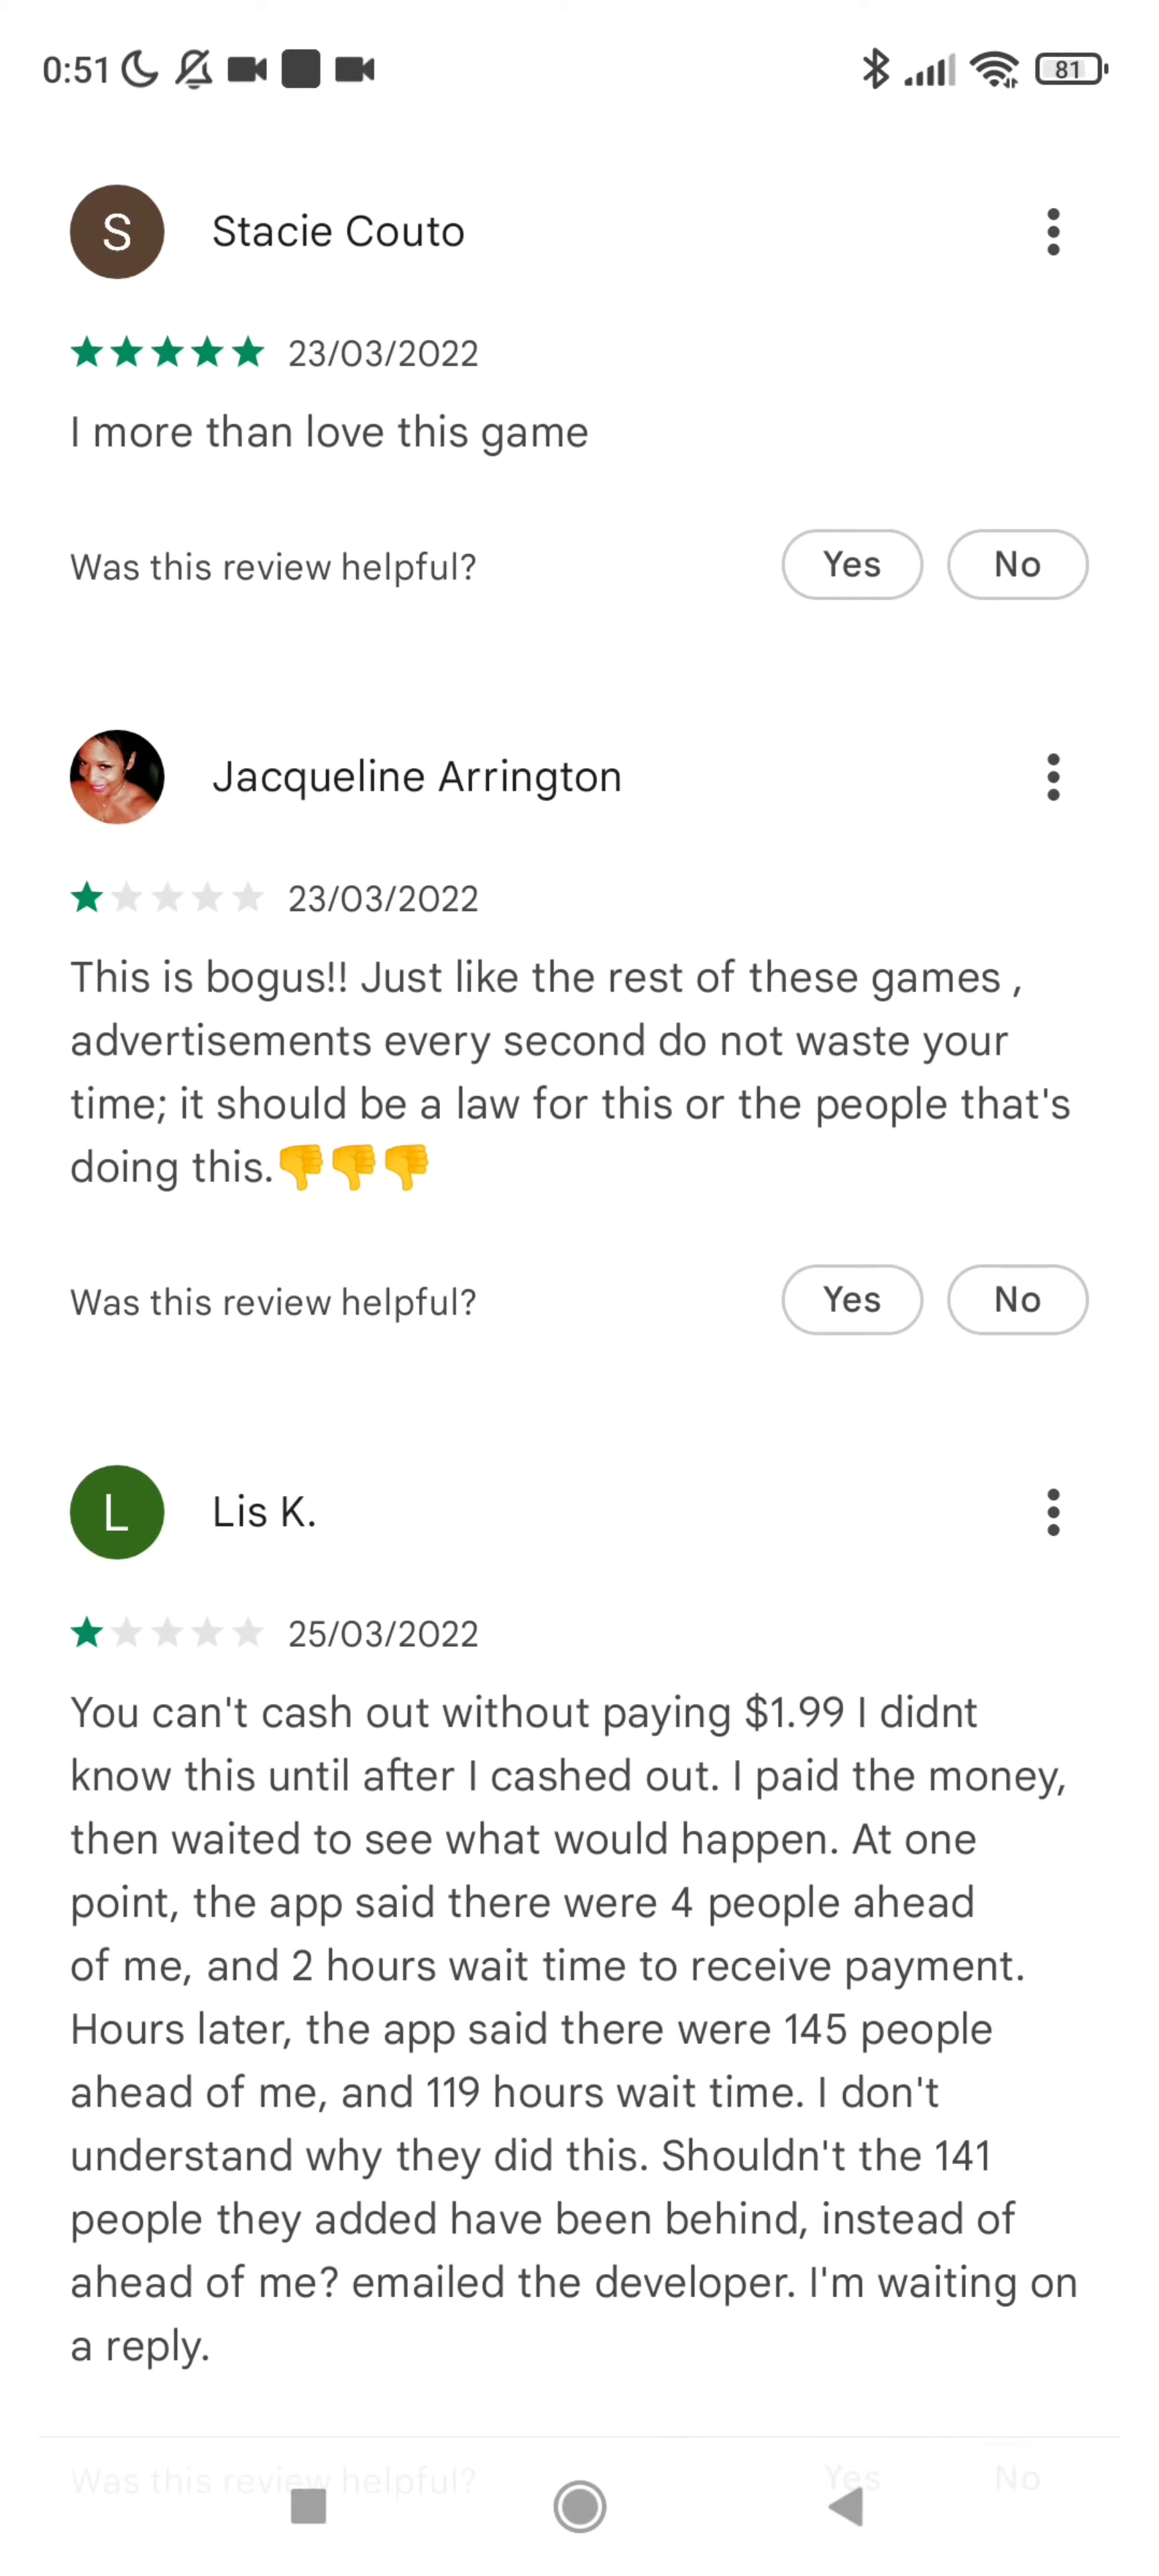 0:51
81
S
Stacie Couto
23/03/2022
I more than love this game
Was this review helpful?
Yes
No
Jacqueline Arrington
23/03/2022
This is bogus!! Just like the rest of these games ,
advertisements every second do not waste your
time; it should be a law for this or the people that's
doing this.👎👎👎
Was this review helpful?
Yes
No
L
Lis K.
25/03/2022
You can't cash out without paying $1.99 I didnt
know this until after I cashed out. I paid the money,
then waited to see what would happen. At one
point, the app said there were 4 people ahead
of me, and 2 hours wait time to receive payment.
Hours later, the app said there were 145 people
ahead of me, and 119 hours wait time. I don't
understand why they did this. Shouldn't the 141
people they added have been behind, instead of
ahead of me? emailed the developer. I'm waiting on
a reply.
Was this review helpful?
Yes
No